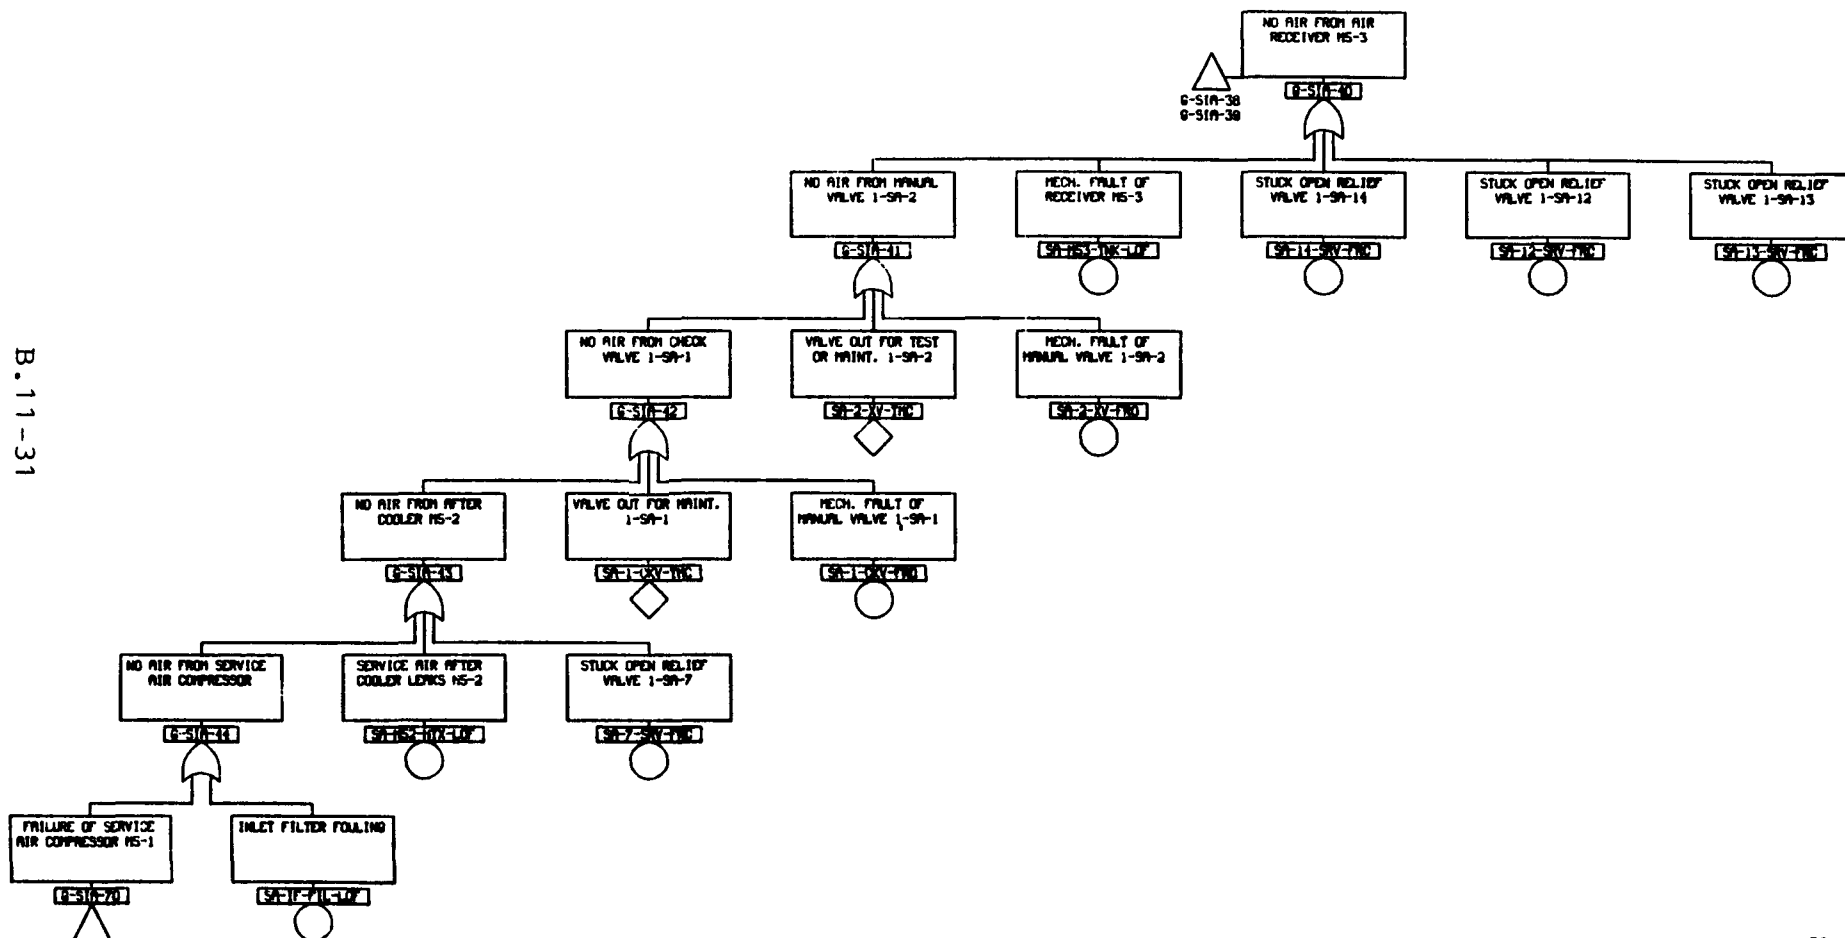 NO AIR FROM AIR
RECEIVER MS-3
G-SIA-38
G-SIA-39
G-SIA-40
NO AIR FROM MANUAL
VALVE 1-SA-2
G-SIA-41
MECH. FAULT OF
RECEIVER MS-3
SA-MS3-TNK-LOF
STUCK OPEN RELIEF
VALVE 1-SA-14
SA-14-SRV-FNC
STUCK OPEN RELIEF
VALVE 1-SA-12
SA-12-SRV-FNC
STUCK OPEN RELIEF
VALVE 1-SA-13
SA-13-SRV-FNC
NO AIR FROM CHECK
VALVE 1-SA-1
G-SIA-42
VALVE OUT FOR TEST
OR MAINT. 1-SA-2
SA-2-XV-TMC
MECH. FAULT OF
MANUAL VALVE 1-SA-2
SA-2-XV-FNO
B.11-31
NO AIR FROM AFTER
COOLER MS-2
G-SIA-43
VALVE OUT FOR MAINT.
1-SA-1
SA-1-CKV-TMC
MECH. FAULT OF
MANUAL VALVE 1-SA-1
SA-1-CKV-FNO
NO AIR FROM SERVICE
AIR COMPRESSOR
G-SIA-44
SERVICE AIR AFTER
COOLER LEAKS MS-2
SA-MS2-HTX-LOF
STUCK OPEN RELIEF
VALVE 1-SA-7
SA-7-SRV-FNC
FAILURE OF SERVICE
AIR COMPRESSOR MS-1
G-SIA-70
INLET FILTER FOULING
SA-IF-FIL-LOF